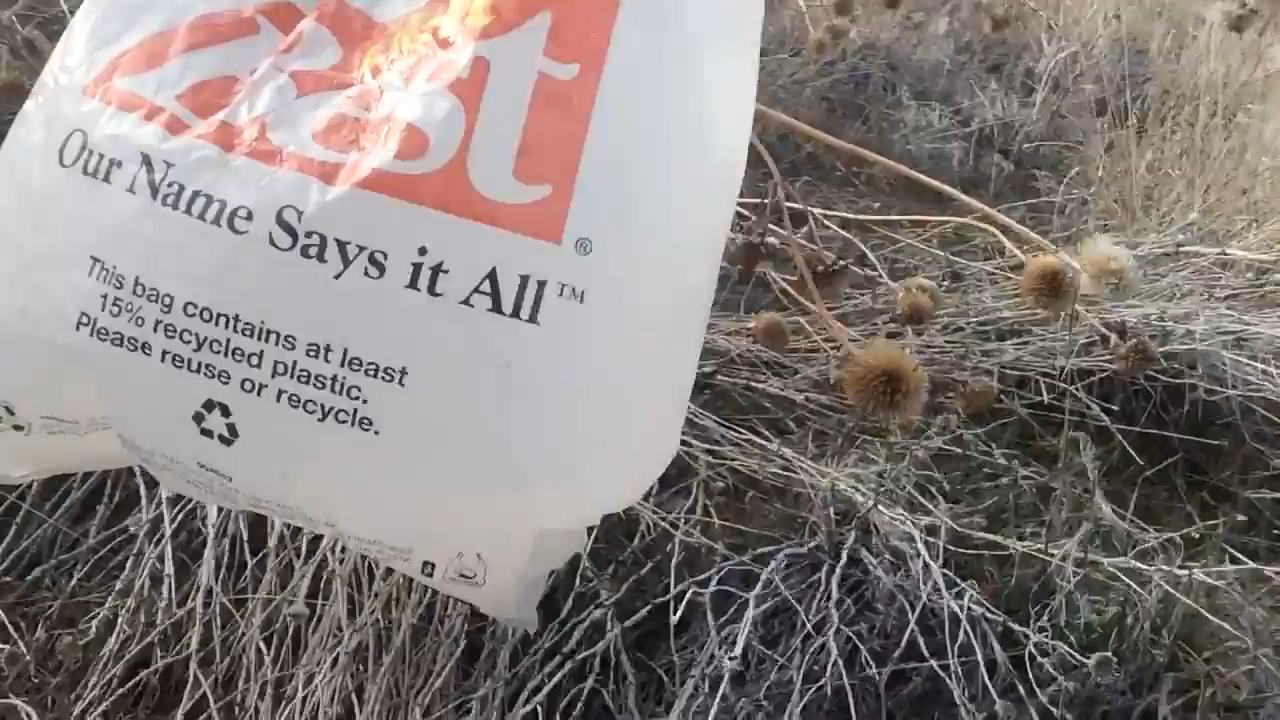 Our Name Says it All™
This bag contains at least
15% recycled plastic.
Please reuse or recycle.